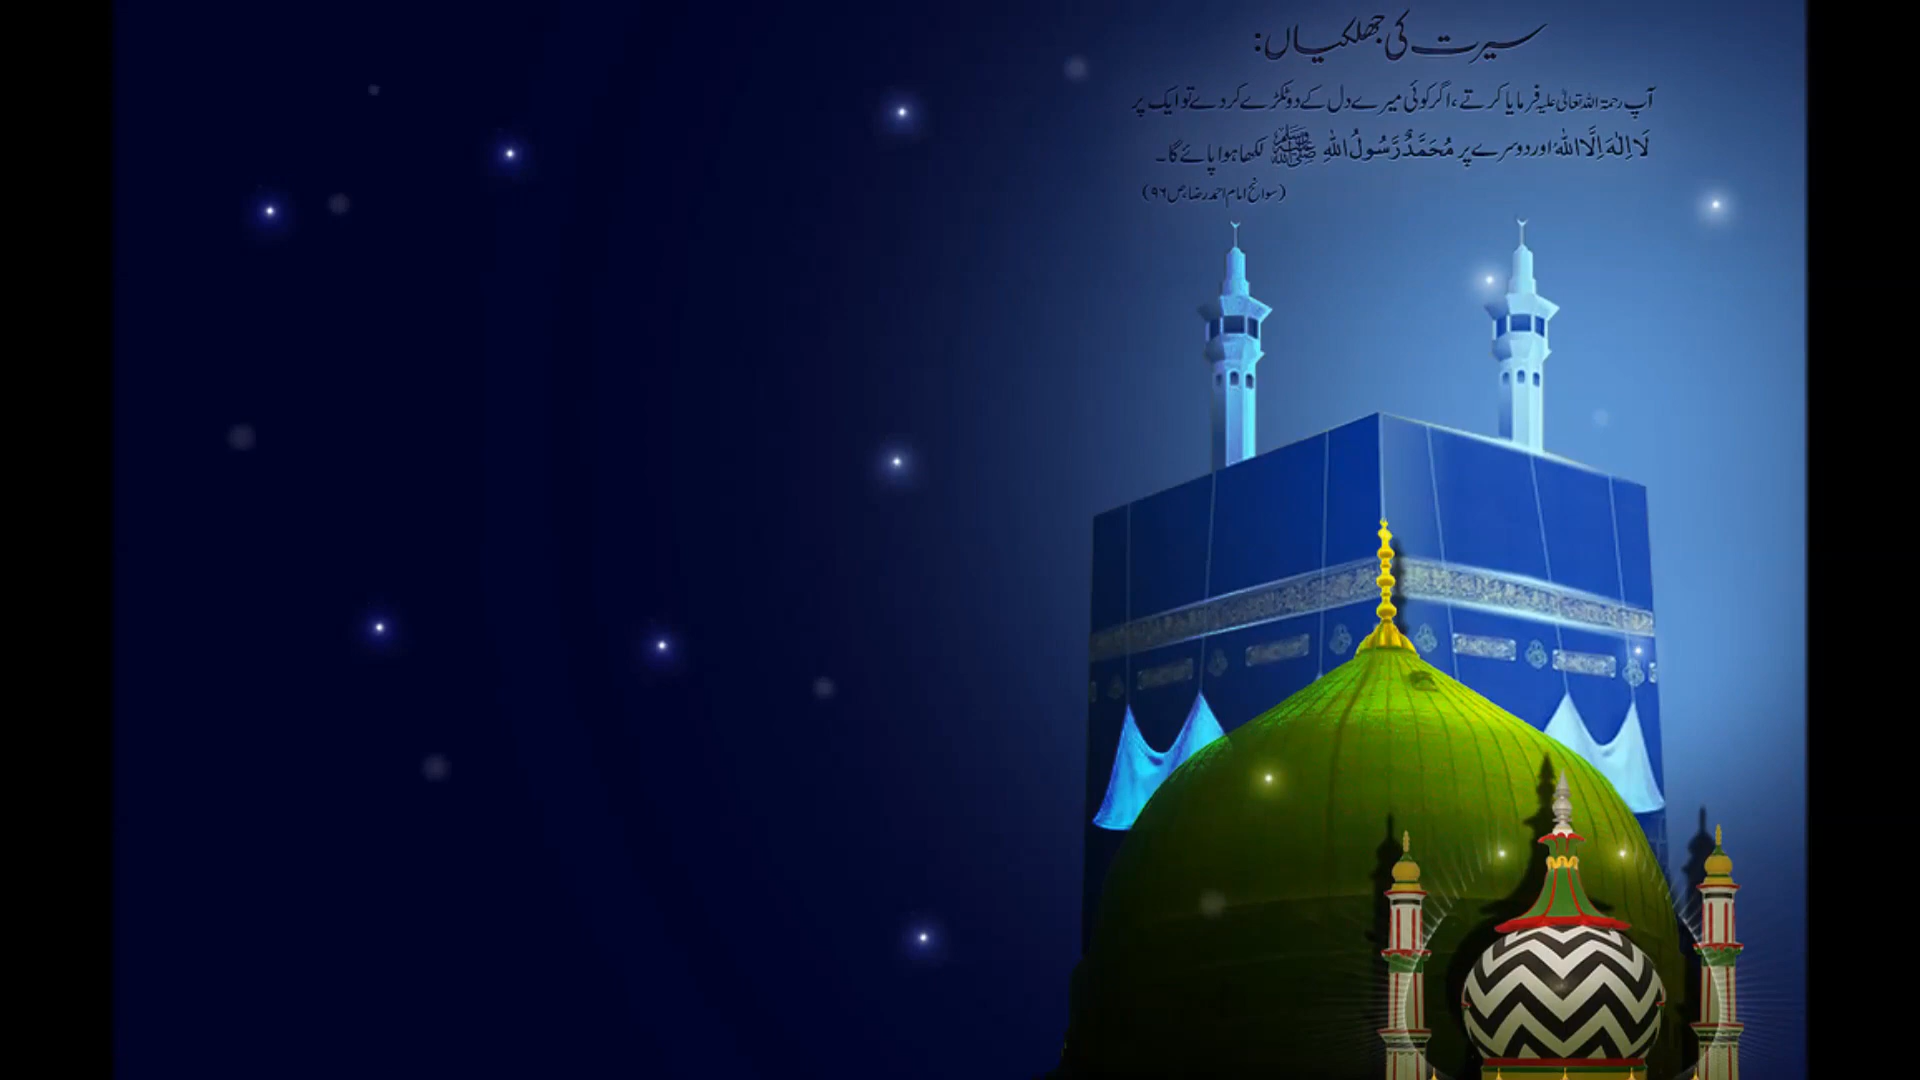 سیرت کی جھلکیاں:
آپ رحمۃ اللہ تعالیٰ علیہ فرمایا کرتے، اگر کوئی میرے دل کے دو ٹکڑے کر دے تو ایک پر
لَا اِلٰہَ اِلَّا اللہُ اور دوسرے پر مُحَمَّدٌ رَّسُولُ اللہِ ﷺ لکھا ہوا پائے گا۔
(سوانح امام احمد رضا، ص ۹۶)